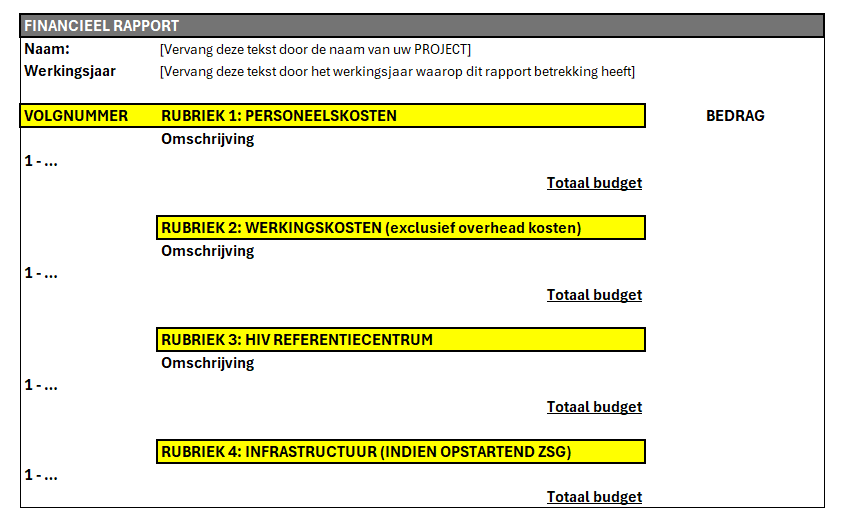 FINANCIEEL RAPPORT
Naam: [Vervang deze tekst door de naam van uw PROJECT]
Werkingsjaar [Vervang deze tekst door het werkingsjaar waarop dit rapport betrekking heeft]
VOLGNUMMER RUBRIEK 1: PERSONEELSKOSTEN BEDRAG
Omschrijving
1 - ...
Totaal budget
RUBRIEK 2: WERKINGSKOSTEN (exclusief overhead kosten)
Omschrijving
1 - ...
Totaal budget
RUBRIEK 3: HIV REFERENTIECENTRUM
Omschrijving
1 - ...
Totaal budget
RUBRIEK 4: INFRASTRUCTUUR (INDIEN OPSTARTEND ZSG)
1 - ...
Totaal budget